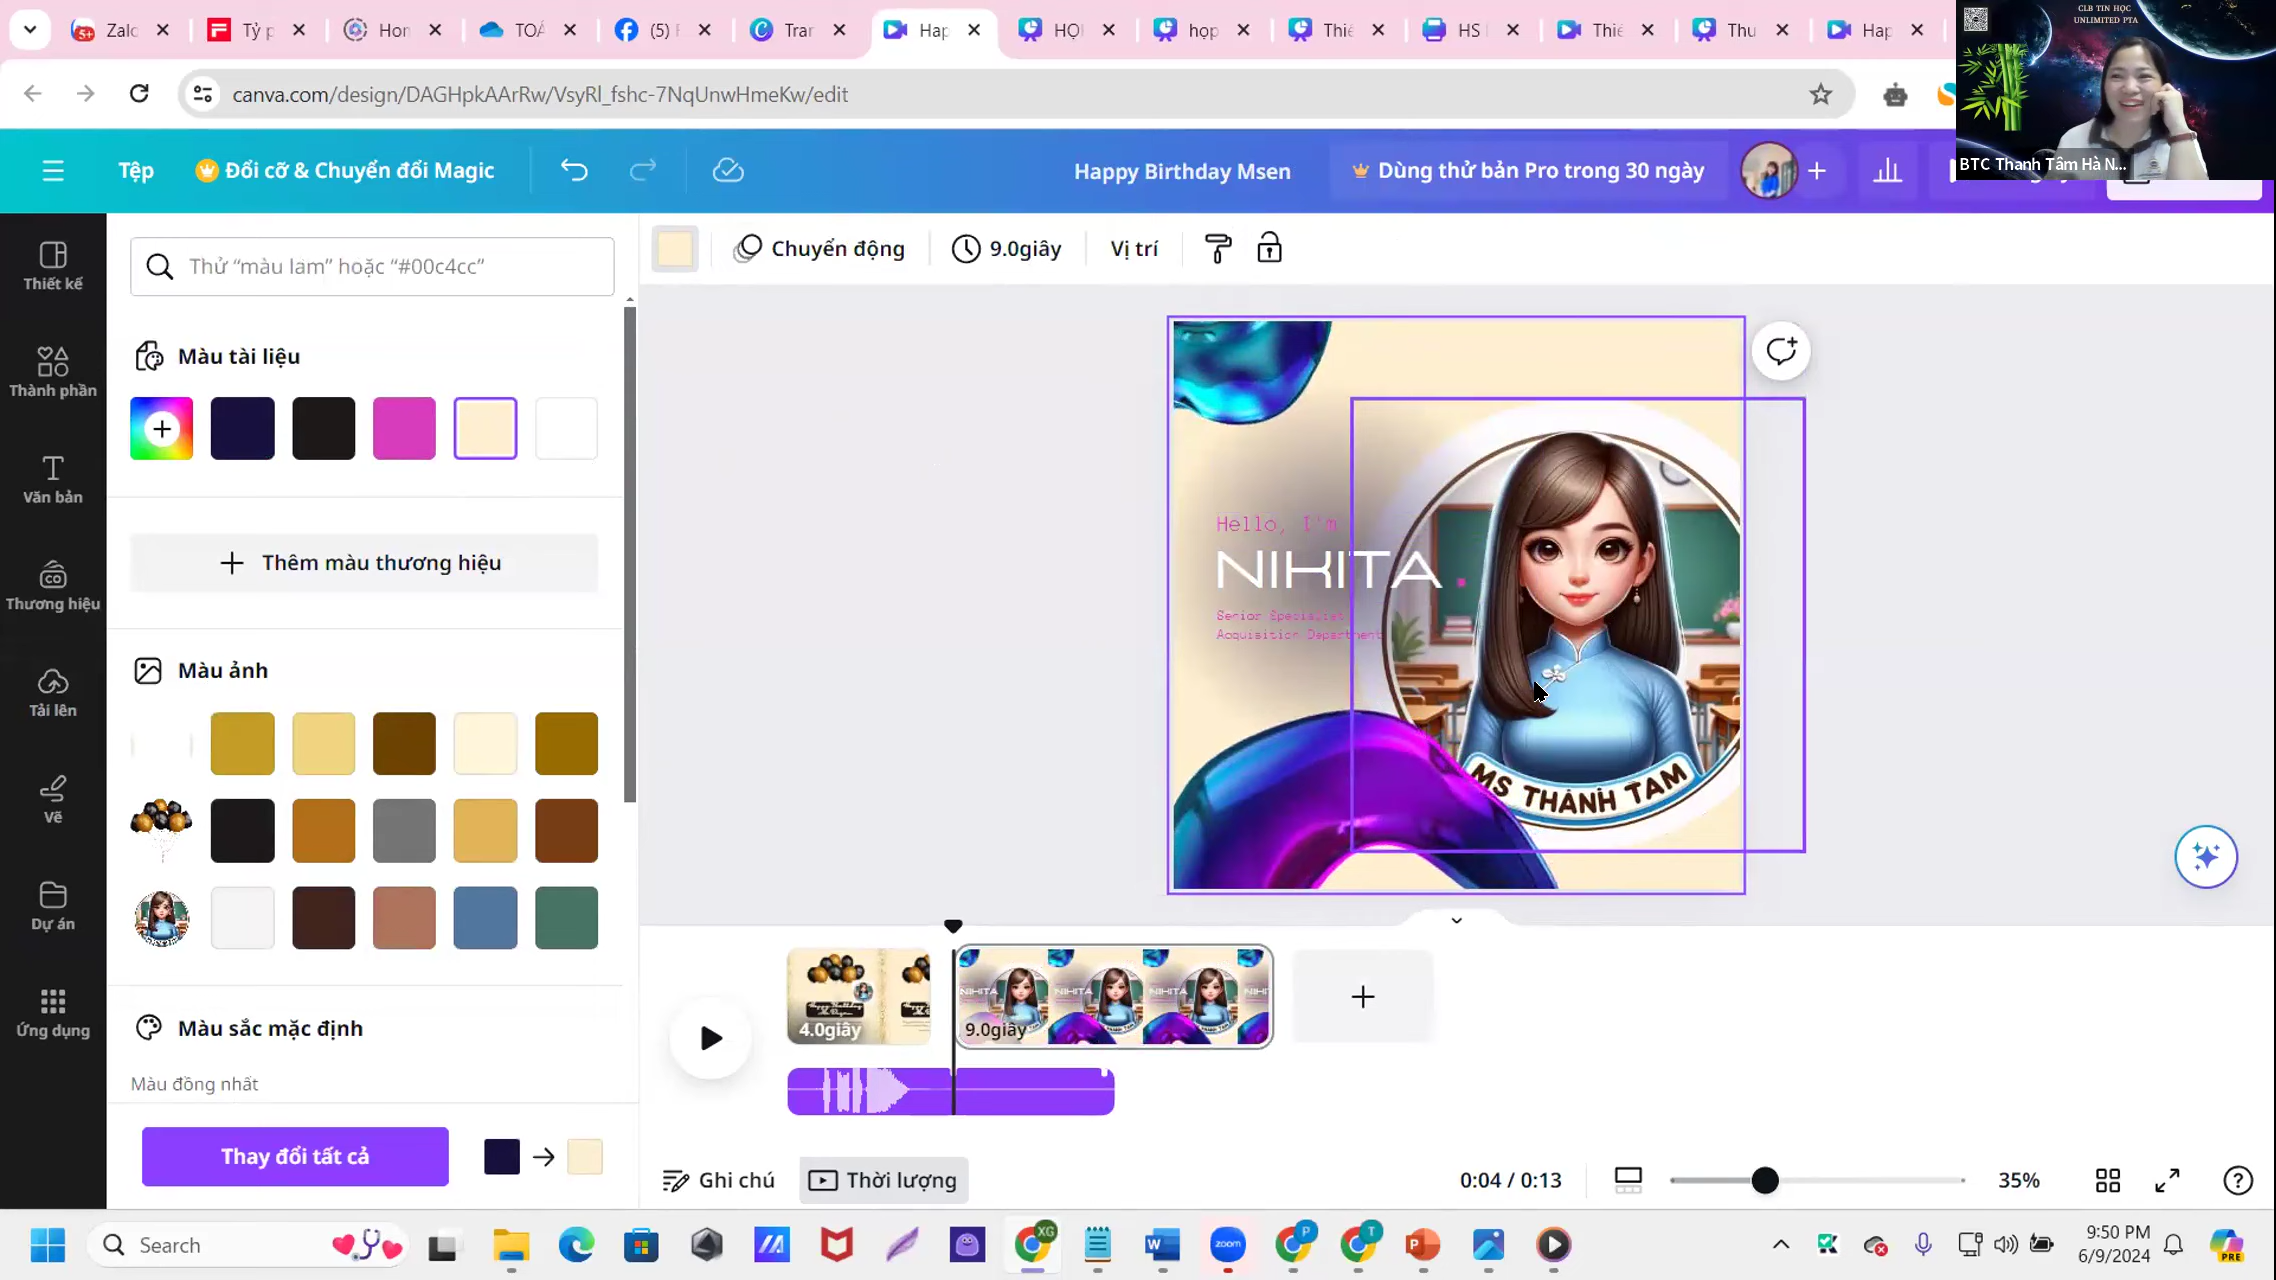 Zalo
Tỷ p
Hon
TOÁ
(5) F
Tran
Hap
HỌI
họp
Thiế
HS
Thiế
Thu
Hap
CLB TIN HỌC
UNLIMITED PTA
canva.com/design/DAGHpkAArRw/VsyRl_fshc-7NqUnwHmeKw/edit
BTC Thanh Tâm Hà N...
Tệp
Đổi cỡ & Chuyển đổi Magic
Happy Birthday Msen
Dùng thử bản Pro trong 30 ngày
Thử “màu lam” hoặc “#00c4cc”
Chuyển động
9.0giây
Vị trí
Thiết kế
Thành phần
Văn bản
Thương hiệu
Tải lên
Vẽ
Dự án
Ứng dụng
Màu tài liệu
Thêm màu thương hiệu
Màu ảnh
Màu sắc mặc định
Màu đồng nhất
Thay đổi tất cả
Hello, I'm
NIKITA.
Senior Specialist
Acquisition Department
MS THANH TAM
4.0giây
9.0giây
Ghi chú
Thời lượng
0:04 / 0:13
35%
Search
9:50 PM
6/9/2024